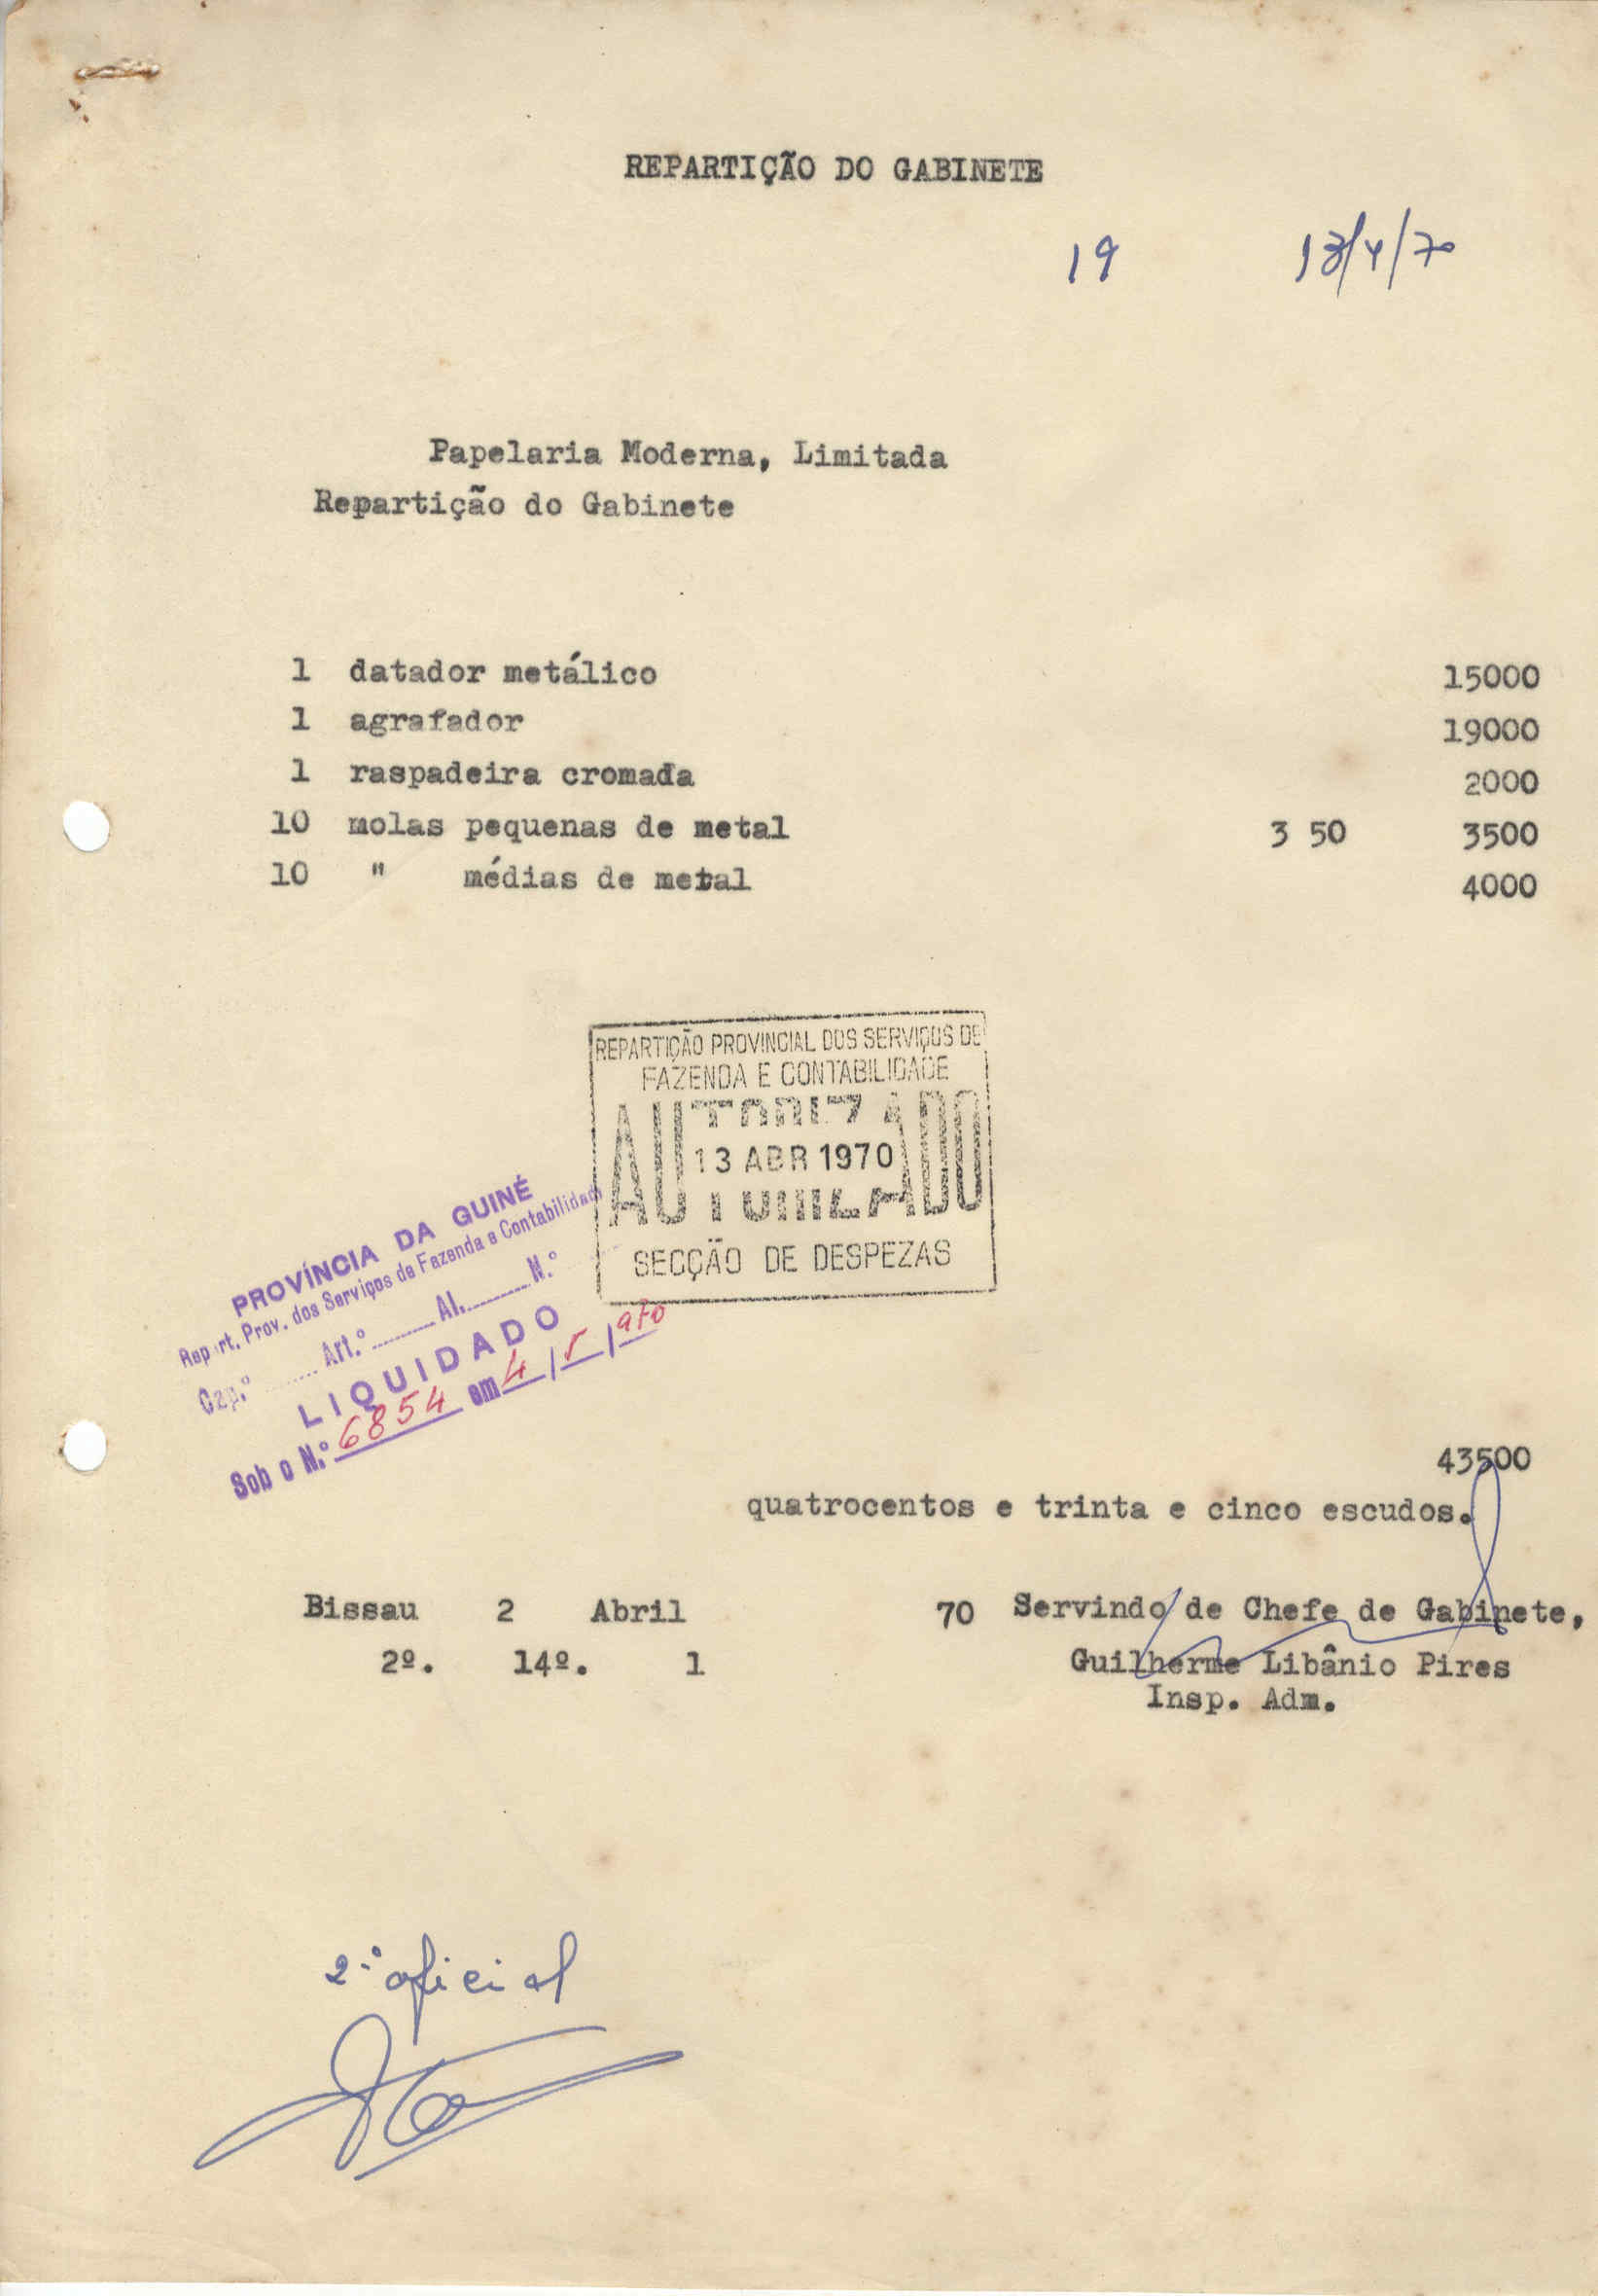 REPARTIÇÃO DO GABINETE
19 13/4/70
Papelaria Moderna, Limitada
Repartição do Gabinete
1 datador metálico 15000
1 agrafador 19000
1 raspadeira cromada 2000
10 molas pequenas de metal 3 50 3500
10 " médias de metal 4000
REPARTIÇÃO PROVINCIAL DOS SERVIÇOS DE
FAZENDA E CONTABILIDADE
AUTORIZADO
13 ABR 1970
SECÇÃO DE DESPEZAS
PROVÍNCIA DA GUINÉ
Repart. Prov. dos Serviços de Fazenda e Contabilidade
Cap.º Art.º Al. N.º
LIQUIDADO
Sob o N.º 6854 em 4/5/970
43500
quatrocentos e trinta e cinco escudos.
Bissau 2 Abril 70 Servindo de Chefe de Gabinete,
2º. 14º. 1 Guilherme Libânio Pires
Insp. Adm.
2.º oficial